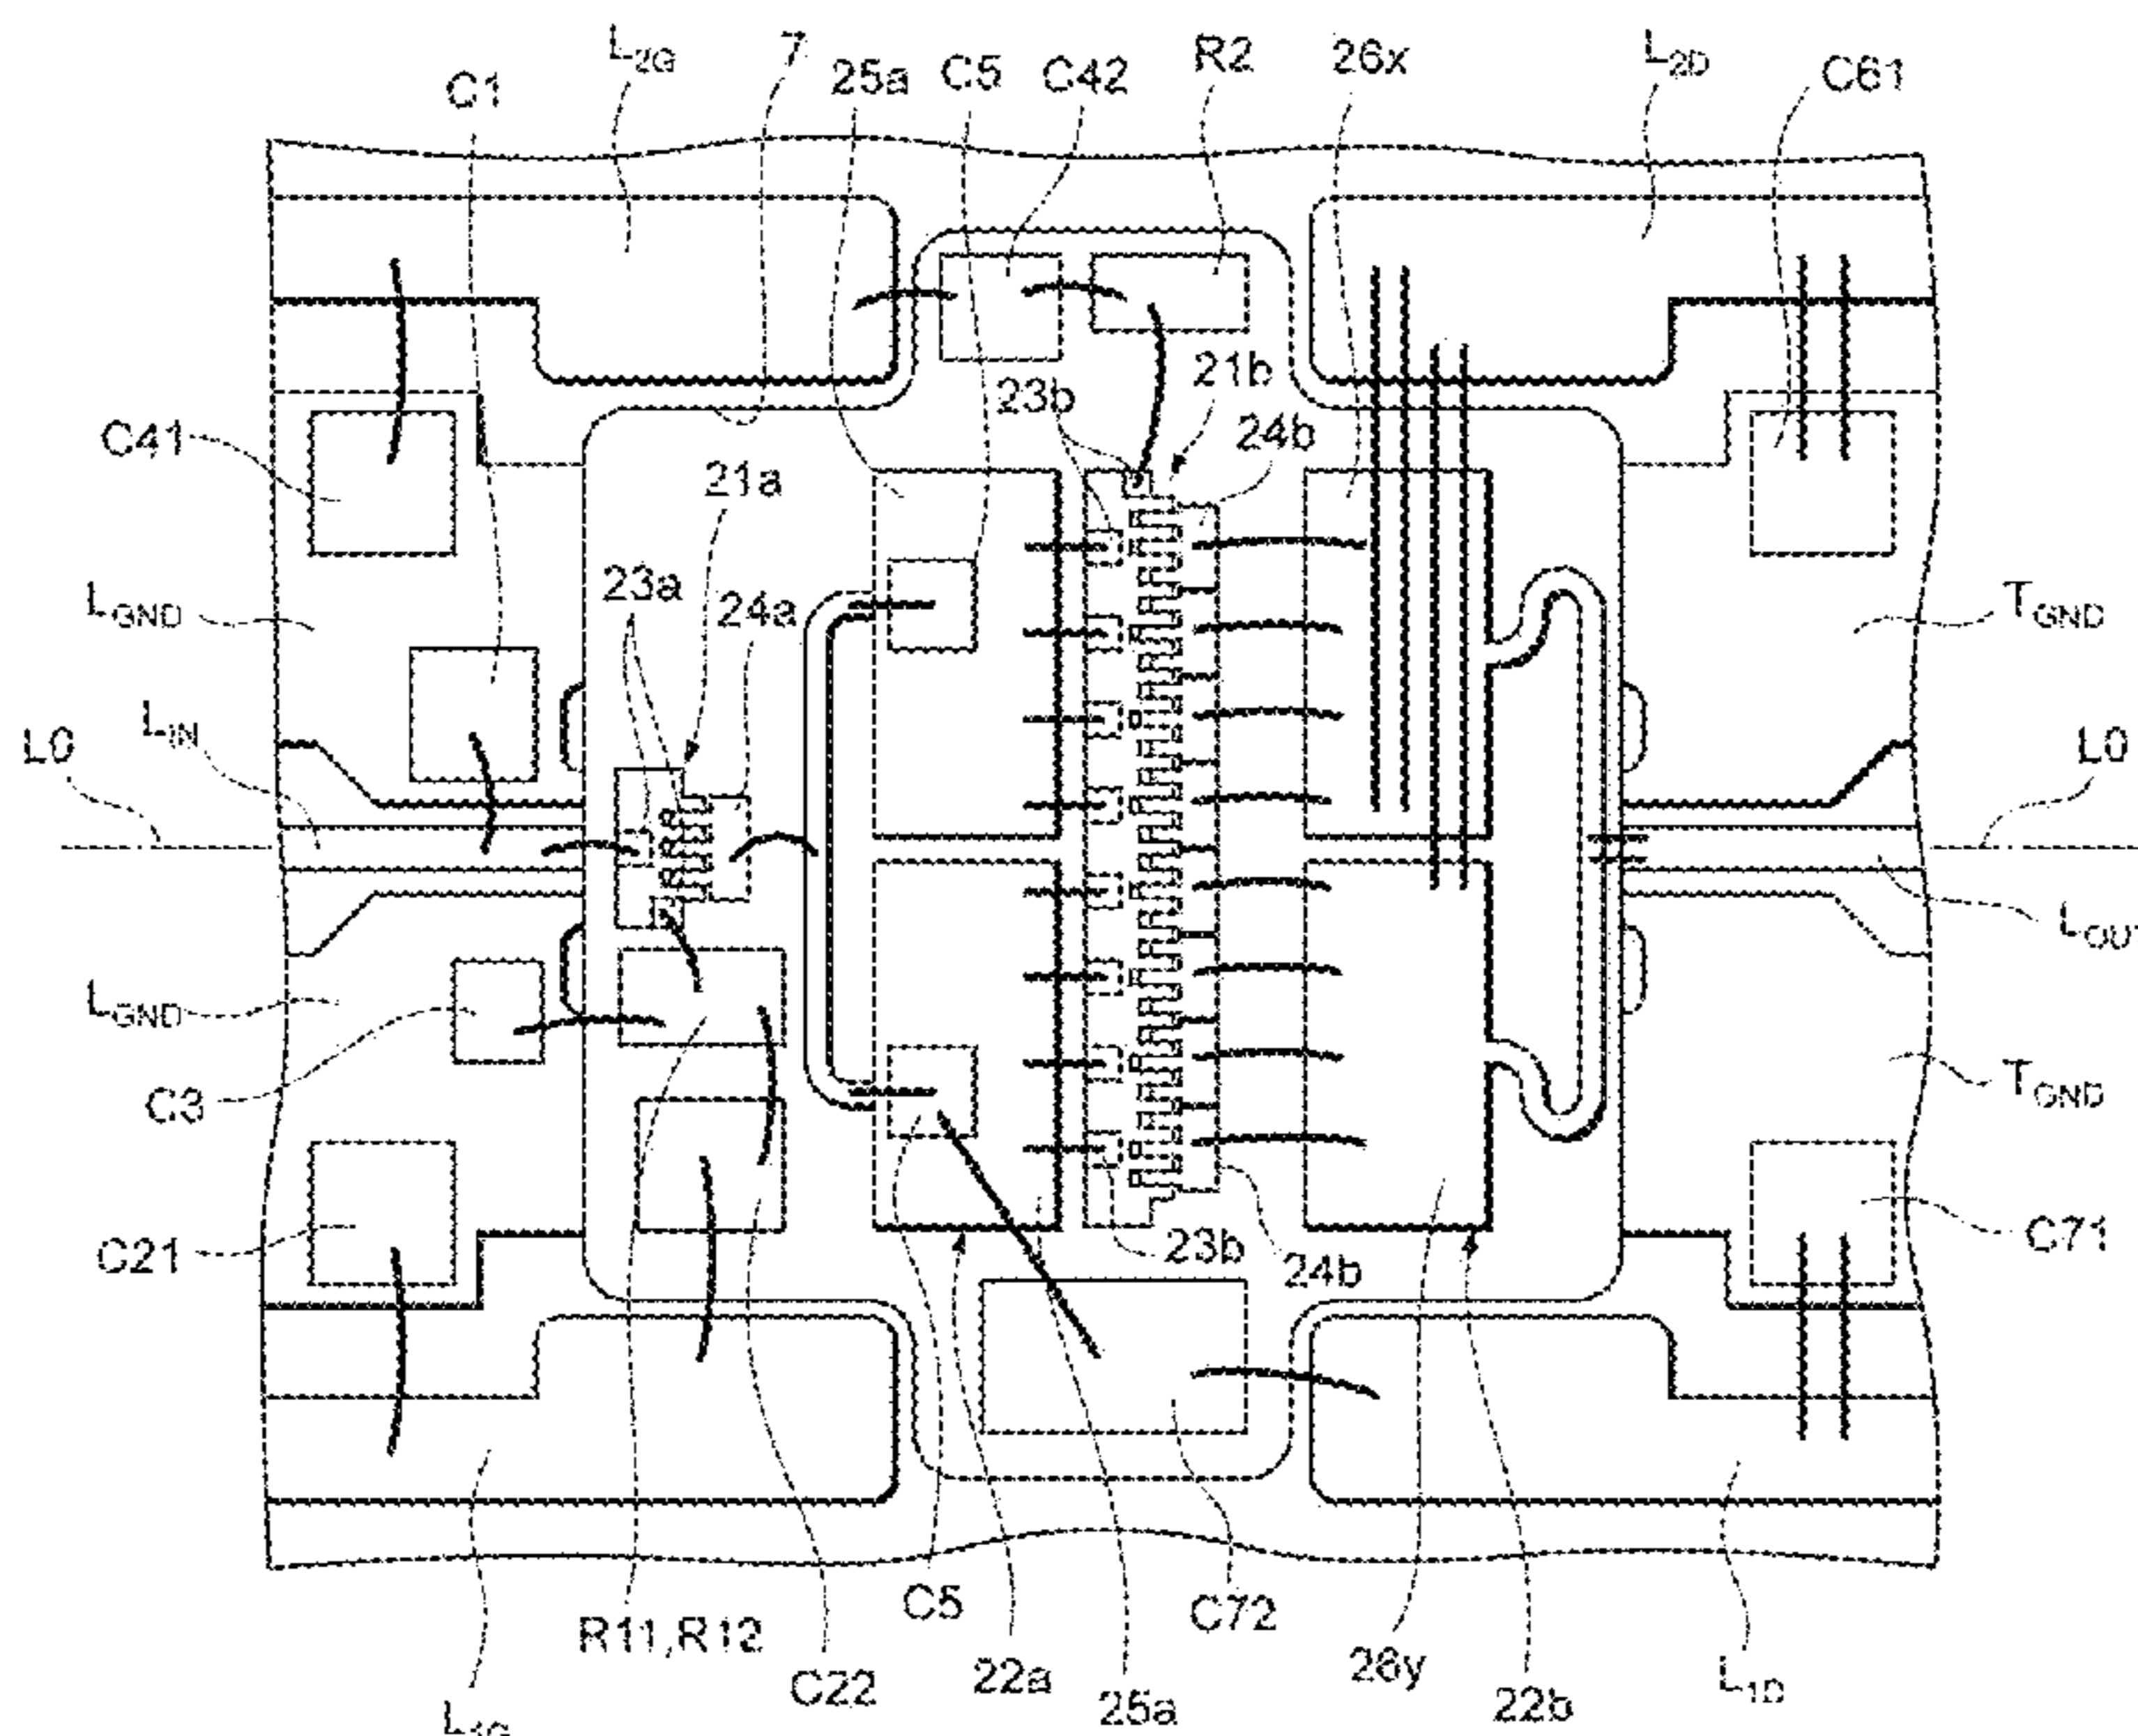 L2G
7
25a
C5
C42
R2
26x
L2D
C61
C1
C41
21a
23b
21b
24b
LGND
23a
24a
TGND
LIN
L0
L0
LOUT
LGND
C3
TGND
C21
23b
24b
C71
R11,R12
C22
C5
22a
25a
C72
26y
22b
L1D
L1G